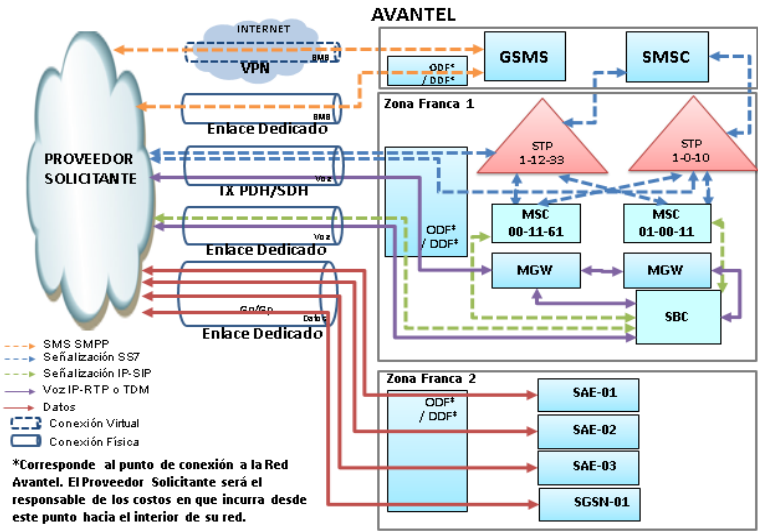 AVANTEL
INTERNET
BMB
VPN
ODF*
/ DDF*
GSMS
SMSC
BMB
Enlace Dedicado
Zona Franca 1
PROVEEDOR
SOLICITANTE
STP
1-12-33
STP
1-0-10
Voz
TX PDH/SDH
ODF*
/ DDF*
MSC
00-11-61
MSC
01-00-11
Voz
Enlace Dedicado
MGW
MGW
SBC
Gn/Gp
Datos
Enlace Dedicado
SMS SMPP
Señalización SS7
Señalización IP-SIP
Voz IP-RTP o TDM
Datos
Conexión Virtual
Conexión Física
Zona Franca 2
ODF*
/ DDF*
SAE-01
SAE-02
SAE-03
SGSN-01
*Corresponde al punto de conexión a la Red
Avantel. El Proveedor Solicitante será el
responsable de los costos en que incurra desde
este punto hacia el interior de su red.